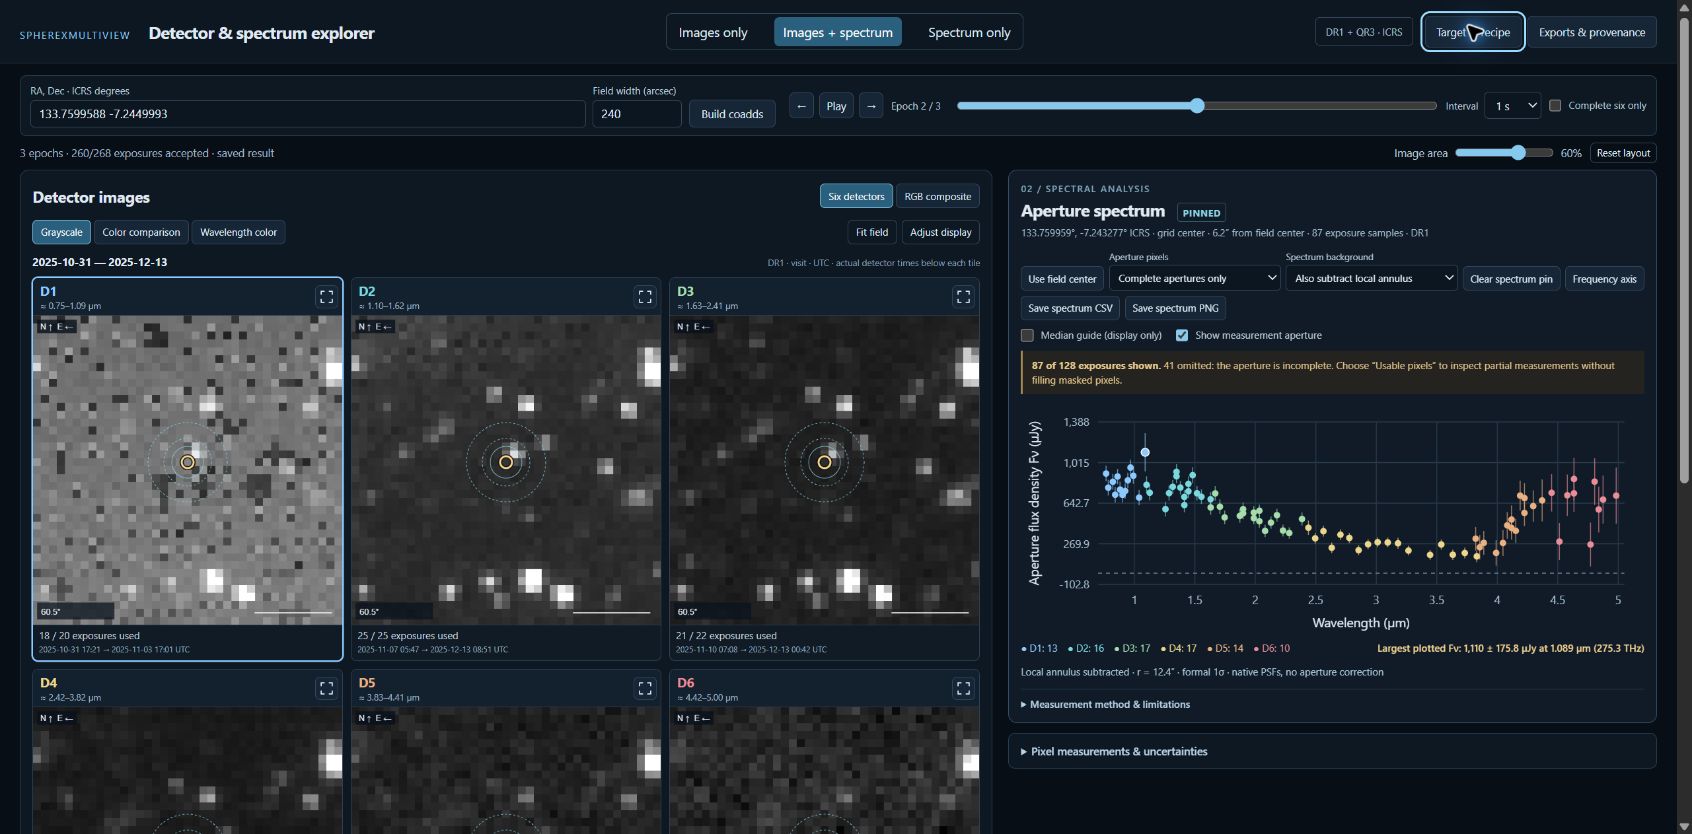 SPHEREXMULTIVIEW
Detector & spectrum explorer
Images only
Images + spectrum
Spectrum only
DR1 + QR3 · ICRS
Target ecipe
Exports & provenance
RA, Dec · ICRS degrees
133.7599588 -7.2449993
Field width (arcsec)
240
Build coadds
←
Play
→
Epoch 2 / 3
Interval
1 s
Complete six only
3 epochs · 260/268 exposures accepted · saved result
Image area
60%
Reset layout
Detector images
Six detectors
RGB composite
Grayscale
Color comparison
Wavelength color
Fit field
Adjust display
2025-10-31 — 2025-12-13
DR1 · visit · UTC · actual detector times below each tile
D1
≈ 0.75–1.09 μm
N↑ E←
60.5"
18 / 20 exposures used
2025-10-31 17:21 → 2025-11-03 17:01 UTC
D2
≈ 1.10–1.62 μm
N↑ E←
60.5"
25 / 25 exposures used
2025-11-07 05:47 → 2025-12-13 08:51 UTC
D3
≈ 1.63–2.41 μm
N↑ E←
60.5"
21 / 22 exposures used
2025-11-10 07:08 → 2025-12-13 00:42 UTC
D4
≈ 2.42–3.82 μm
N↑ E←
D5
≈ 3.83–4.41 μm
N↑ E←
D6
≈ 4.42–5.00 μm
N↑ E←
02 / SPECTRAL ANALYSIS
Aperture spectrum
PINNED
133.759959°, -7.243277° ICRS · grid center · 6.2" from field center · 87 exposure samples · DR1
Use field center
Aperture pixels
Complete apertures only
Spectrum background
Also subtract local annulus
Clear spectrum pin
Frequency axis
Save spectrum CSV
Save spectrum PNG
Median guide (display only)
Show measurement aperture
87 of 128 exposures shown. 41 omitted: the aperture is incomplete. Choose “Usable pixels” to inspect partial measurements without
filling masked pixels.
Aperture flux density Fν (μJy)
1,388
1,015
642.7
269.9
-102.8
1
1.5
2
2.5
3
3.5
4
4.5
5
Wavelength (μm)
D1: 13
D2: 16
D3: 17
D4: 17
D5: 14
D6: 10
Largest plotted Fν: 1,110 ± 175.8 μJy at 1.089 μm (275.3 THz)
Local annulus subtracted · r = 12.4" · formal 1σ · native PSFs, no aperture correction
Measurement method & limitations
Pixel measurements & uncertainties